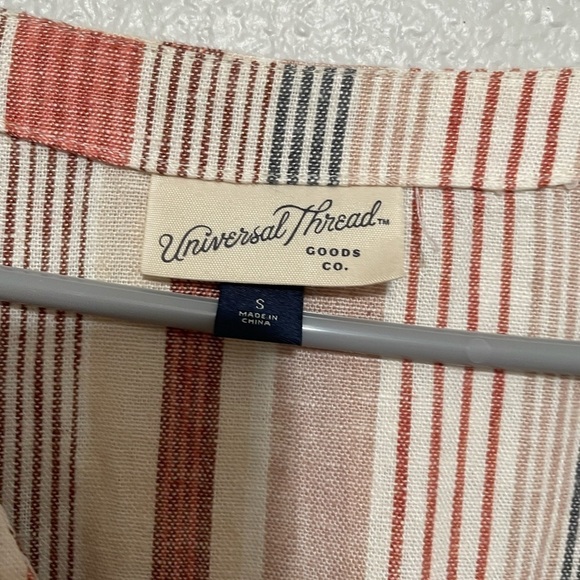 Universal Thread™
GOODS
CO.
S
MADE IN
CHINA